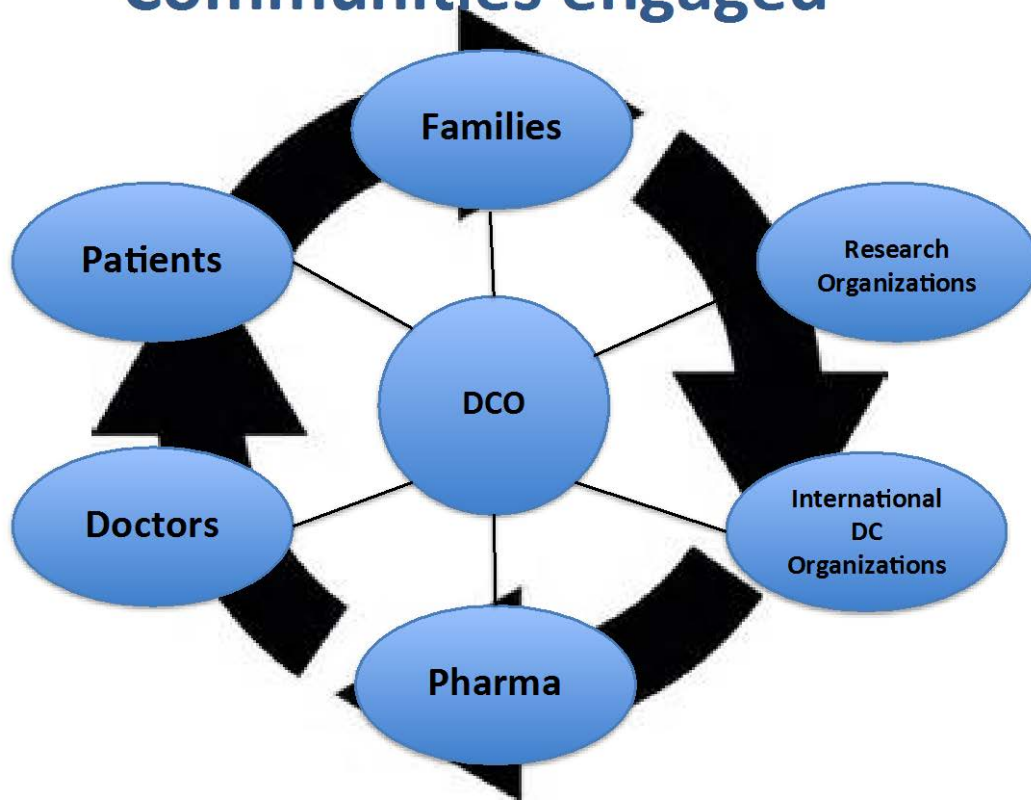 Communities engaged
Families
Patients
Research
Organizations
DCO
Doctors
International
DC
Organizations
Pharma